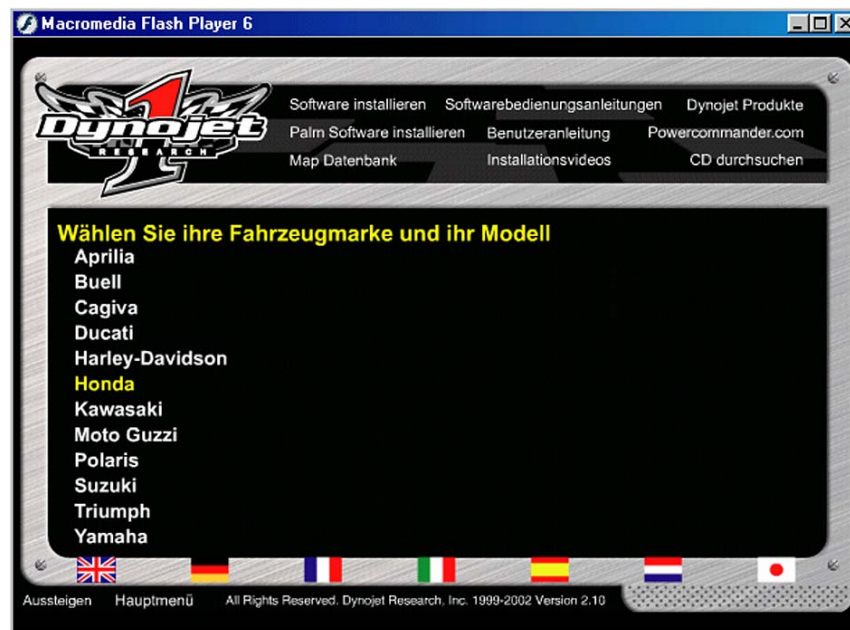 Macromedia Flash Player 6
Dynojet
RESEARCH
1
Software installieren Softwarebedienungsanleitungen Dynojet Produkte
Palm Software installieren Benutzeranleitung Powercommander.com
Map Datenbank Installationsvideos CD durchsuchen
Wählen Sie ihre Fahrzeugmarke und ihr Modell
Aprilia
Buell
Cagiva
Ducati
Harley-Davidson
Honda
Kawasaki
Moto Guzzi
Polaris
Suzuki
Triumph
Yamaha
Aussteigen Hauptmenü All Rights Reserved. Dynojet Research, Inc. 1999-2002 Version 2.10